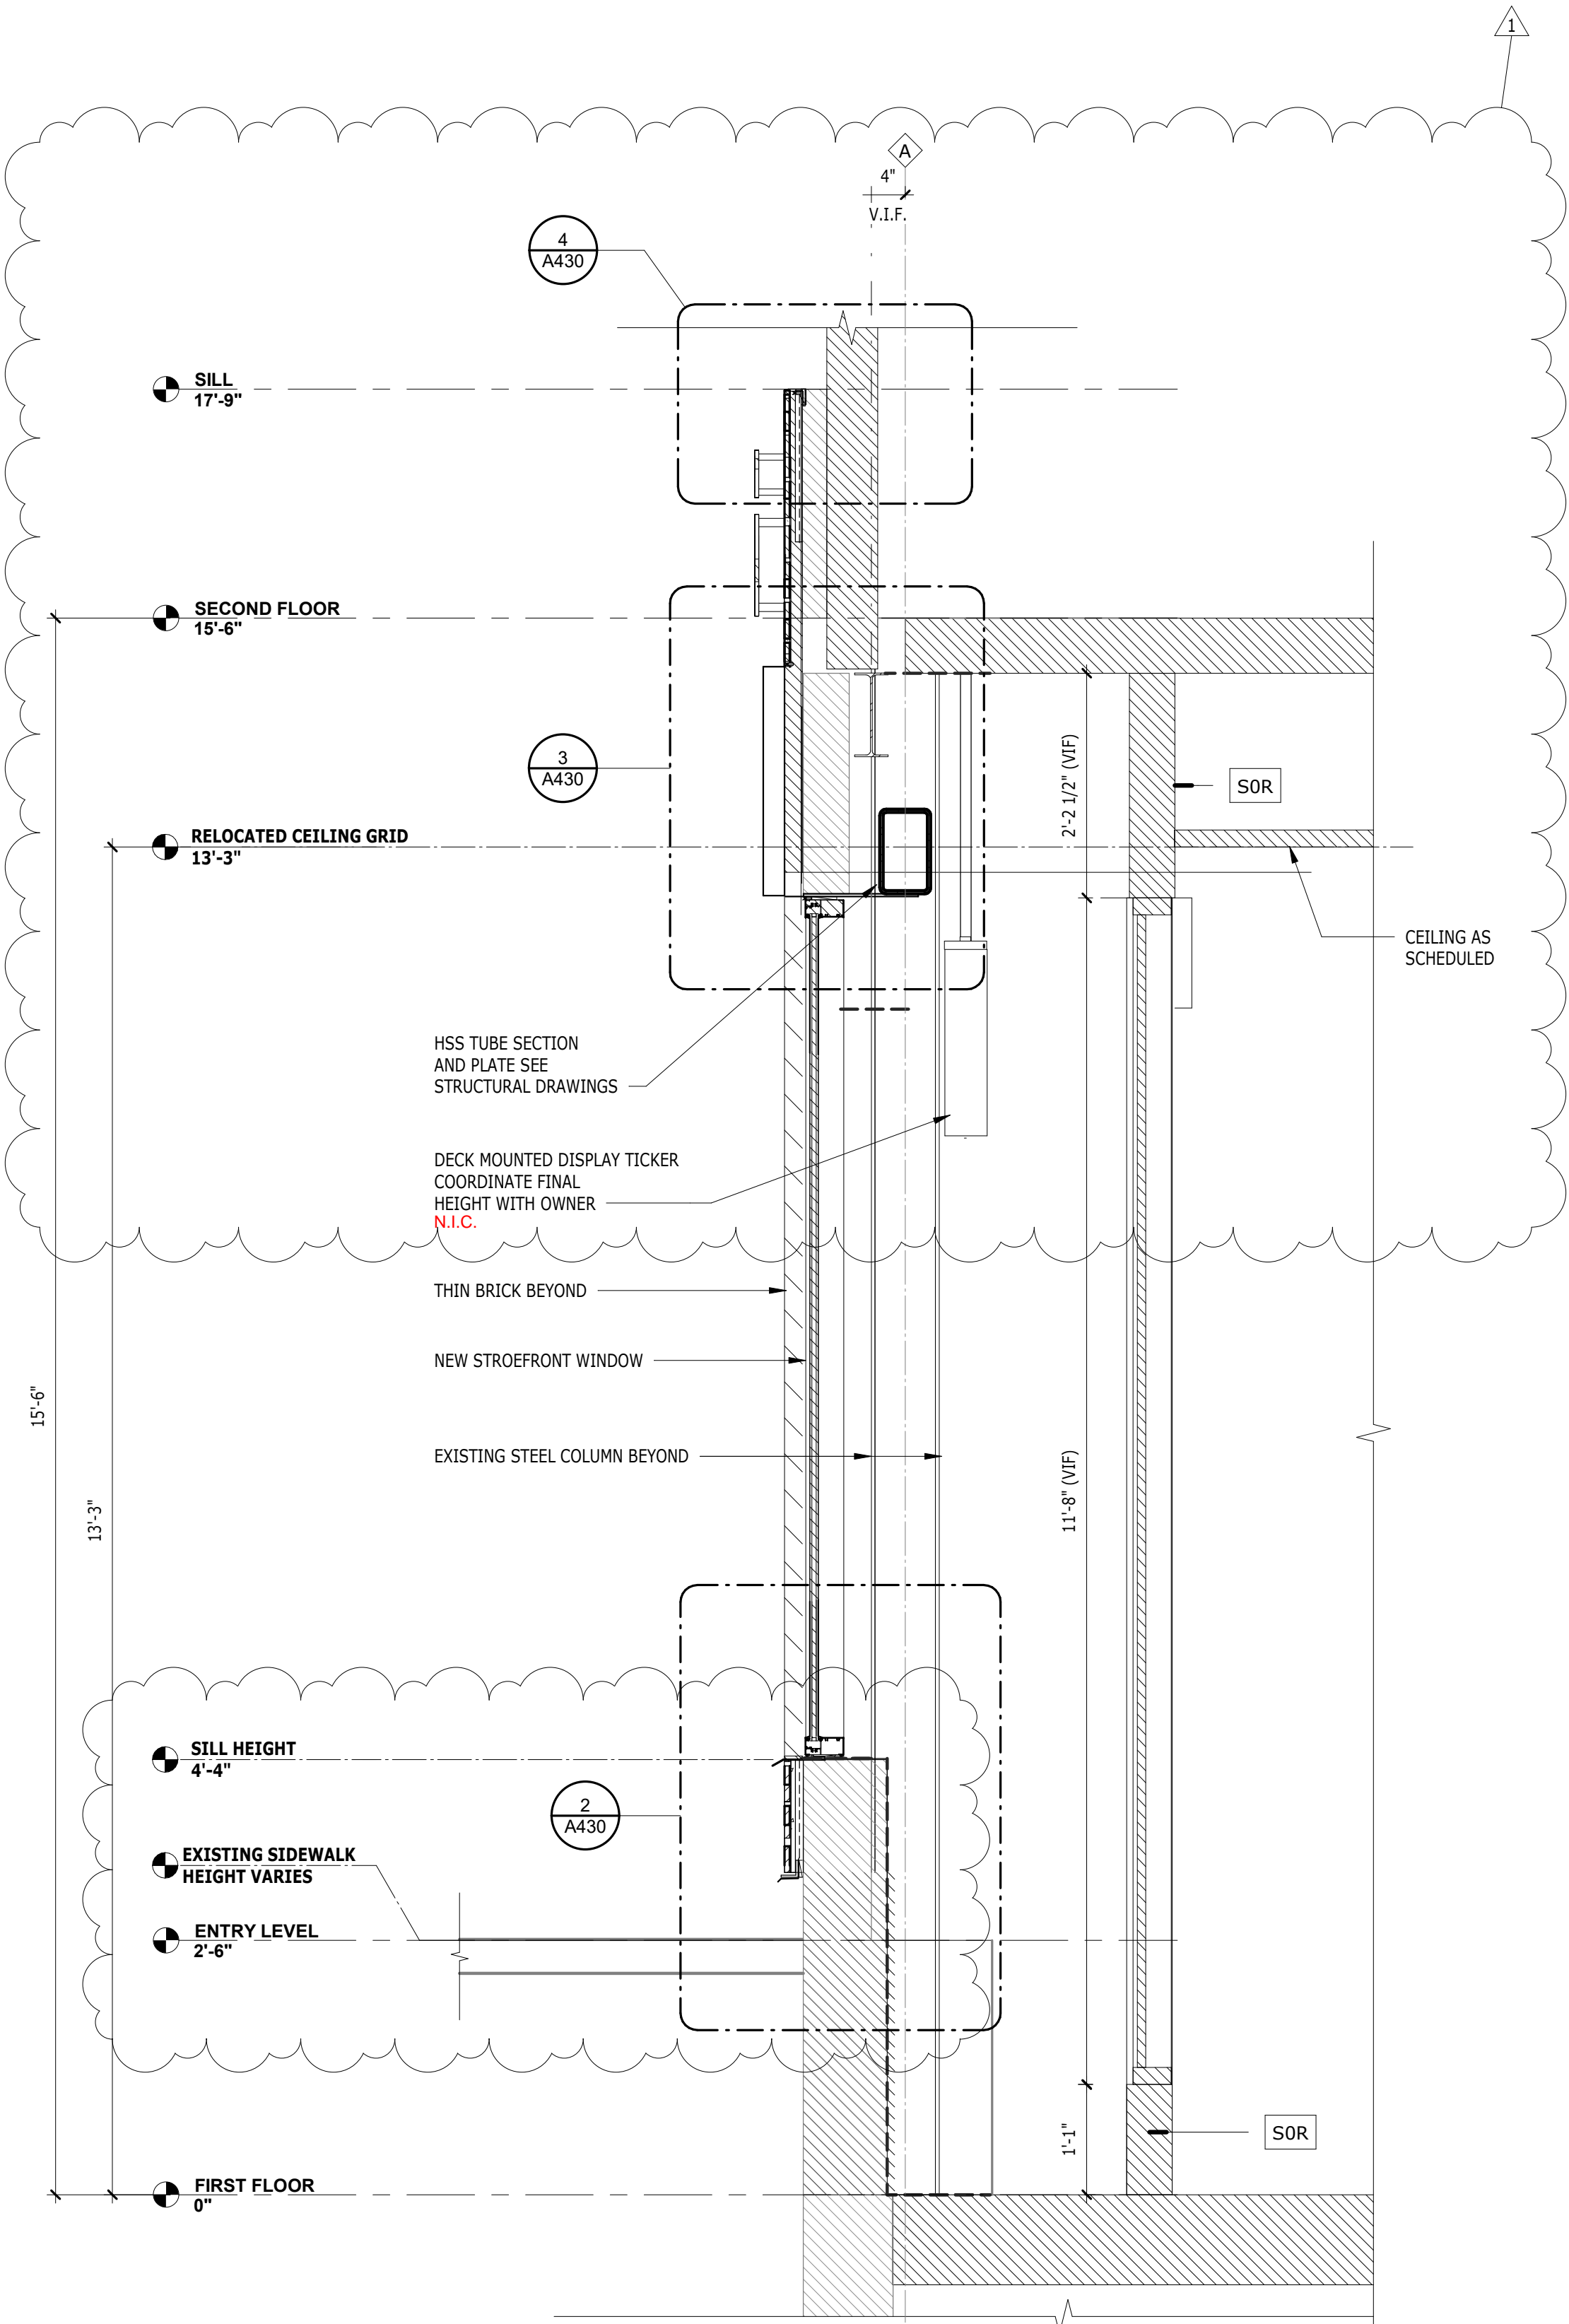 1
A
4"
V.I.F.
4
A430
SILL
17'-9"
SECOND FLOOR
15'-6"
3
A430
2'-2 1/2" (VIF)
S0R
RELOCATED CEILING GRID
13'-3"
CEILING AS
SCHEDULED
HSS TUBE SECTION
AND PLATE SEE
STRUCTURAL DRAWINGS
DECK MOUNTED DISPLAY TICKER
COORDINATE FINAL
HEIGHT WITH OWNER
N.I.C.
THIN BRICK BEYOND
NEW STROEFRONT WINDOW
15'-6"
EXISTING STEEL COLUMN BEYOND
13'-3"
11'-8" (VIF)
SILL HEIGHT
4'-4"
2
A430
EXISTING SIDEWALK
HEIGHT VARIES
ENTRY LEVEL
2'-6"
1'-1"
S0R
FIRST FLOOR
0"